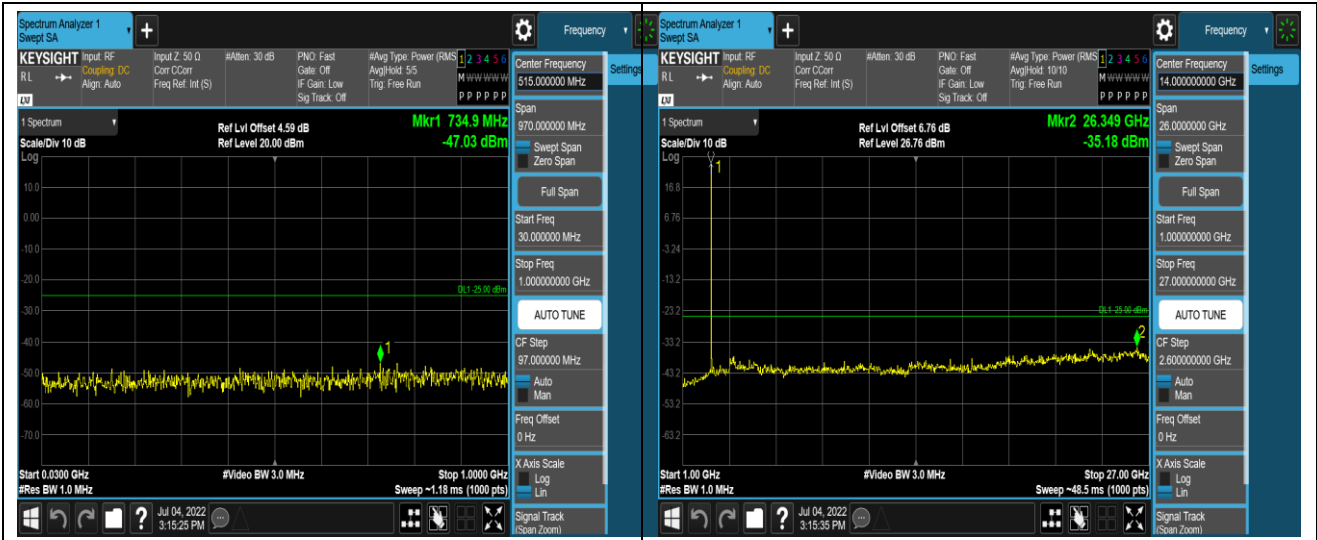 Spectrum Analyzer 1
Swept SA
+
Frequency
KEYSIGHT
Input: RF
Input Z: 50 Ω
#Atten: 30 dB
PNO: Fast
#Avg Type: Power (RMS
1 2 3 4 5 6
RL
Coupling: DC
Corr CCorr
Gate: Off
Avg|Hold: 5/5
M W W W W W
Align: Auto
Freq Ref: Int (S)
IF Gain: Low
Trig: Free Run
LXI
Sig Track: Off
P P P P P P
1 Spectrum
Ref Lvl Offset 4.59 dB
Mkr1 734.9 MHz
Scale/Div 10 dB
Ref Level 20.00 dBm
-47.03 dBm
Log
10.0
0.00
-10.0
-20.0
DL1 -25.00 dBm
-30.0
-40.0
1
-50.0
-60.0
-70.0
Start 0.0300 GHz
#Video BW 3.0 MHz
Stop 1.0000 GHz
#Res BW 1.0 MHz
Sweep ~1.18 ms (1000 pts)
Jul 04, 2022
3:15:25 PM
?
Center Frequency
515.000000 MHz
Settings
Span
970.000000 MHz
Swept Span
Zero Span
Full Span
Start Freq
30.000000 MHz
Stop Freq
1.000000000 GHz
AUTO TUNE
CF Step
97.000000 MHz
Auto
Man
Freq Offset
0 Hz
X Axis Scale
Log
Lin
Signal Track
(Span Zoom)
Spectrum Analyzer 1
Swept SA
+
Frequency
KEYSIGHT
Input: RF
Input Z: 50 Ω
#Atten: 30 dB
PNO: Fast
#Avg Type: Power (RMS
1 2 3 4 5 6
RL
Coupling: DC
Corr CCorr
Gate: Off
Avg|Hold: 10/10
M W W W W W
Align: Auto
Freq Ref: Int (S)
IF Gain: Low
Trig: Free Run
LXI
Sig Track: Off
P P P P P P
1 Spectrum
Ref Lvl Offset 6.76 dB
Mkr2 26.349 GHz
Scale/Div 10 dB
Ref Level 26.76 dBm
-35.18 dBm
Log
1
16.8
6.76
-3.24
-13.2
-23.2
DL1 -25.00 dBm
-33.2
2
-43.2
-53.2
-63.2
Start 1.00 GHz
#Video BW 3.0 MHz
Stop 27.00 GHz
#Res BW 1.0 MHz
Sweep ~48.5 ms (1000 pts)
Jul 04, 2022
3:15:35 PM
?
Center Frequency
14.000000000 GHz
Settings
Span
26.0000000 GHz
Swept Span
Zero Span
Full Span
Start Freq
1.000000000 GHz
Stop Freq
27.000000000 GHz
AUTO TUNE
CF Step
2.600000000 GHz
Auto
Man
Freq Offset
0 Hz
X Axis Scale
Log
Lin
Signal Track
(Span Zoom)